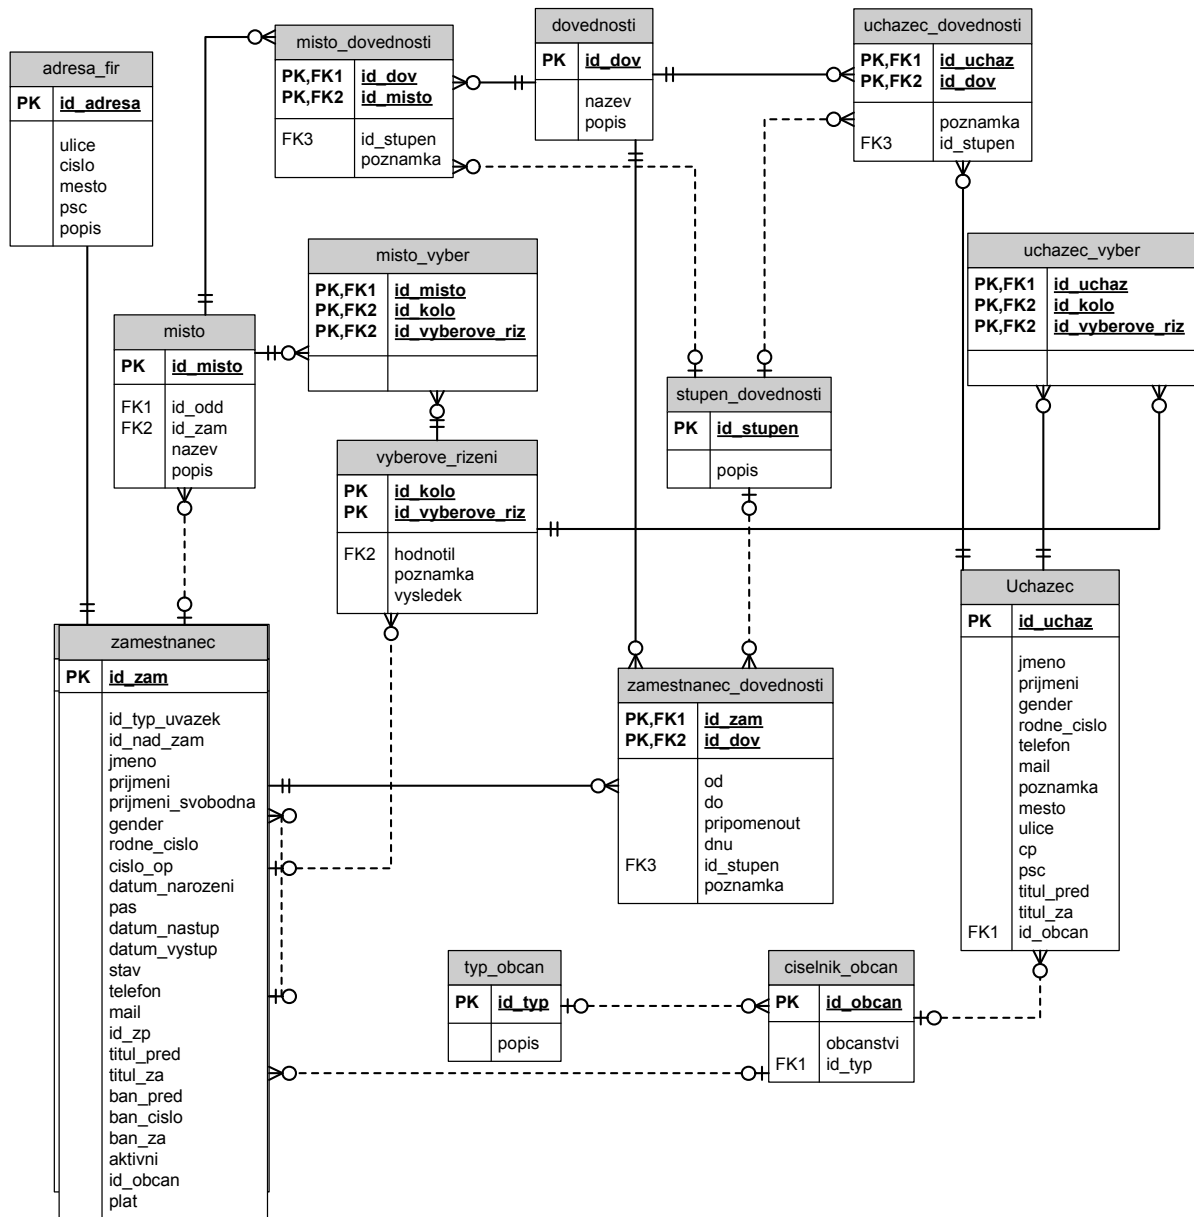 adresa_fir
PK id_adresa
ulice
cislo
mesto
psc
popis
misto_dovednosti
PK,FK1 id_dov
PK,FK2 id_misto
FK3 id_stupen
poznamka
dovednosti
PK id_dov
nazev
popis
uchazec_dovednosti
PK,FK1 id_uchaz
PK,FK2 id_dov
poznamka
FK3 id_stupen
misto_vyber
PK,FK1 id_misto
PK,FK2 id_kolo
PK,FK2 id_vyberove_riz
uchazec_vyber
PK,FK1 id_uchaz
PK,FK2 id_kolo
PK,FK2 id_vyberove_riz
misto
PK id_misto
FK1 id_odd
FK2 id_zam
nazev
popis
stupen_dovednosti
PK id_stupen
popis
vyberove_rizeni
PK id_kolo
PK id_vyberove_riz
FK2 hodnotil
poznamka
vysledek
Uchazec
PK id_uchaz
jmeno
prijmeni
gender
rodne_cislo
telefon
mail
poznamka
mesto
ulice
cp
psc
titul_pred
titul_za
FK1 id_obcan
zamestnanec
PK id_zam
id_typ_uvazek
id_nad_zam
jmeno
prijmeni
prijmeni_svobodna
gender
rodne_cislo
cislo_op
datum_narozeni
pas
datum_nastup
datum_vystup
stav
telefon
mail
id_zp
titul_pred
titul_za
ban_pred
ban_cislo
ban_za
aktivni
id_obcan
plat
zamestnanec_dovednosti
PK,FK1 id_zam
PK,FK2 id_dov
od
do
pripomenout
dnu
FK3 id_stupen
poznamka
typ_obcan
PK id_typ
popis
ciselnik_obcan
PK id_obcan
obcanstvi
FK1 id_typ